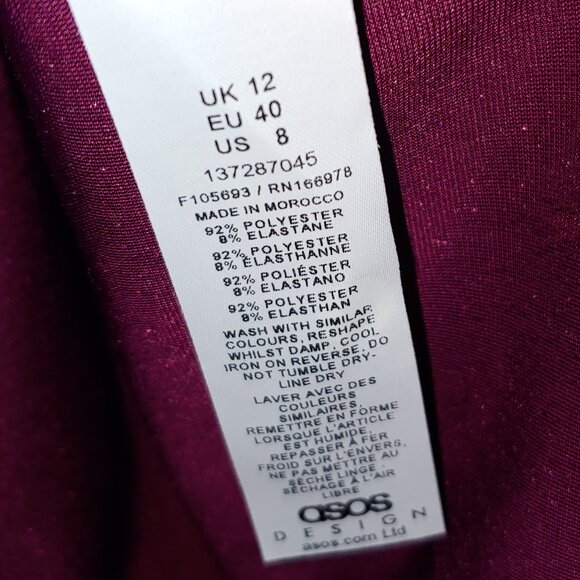 UK 12
EU 40
US 8
137287045
F105693 / RN166978
MADE IN MOROCCO
92% POLYESTER
8% ELASTANE
92% POLYESTER
8% ÉLASTHANNE
92% POLIÉSTER
8% ELASTANO
92% POLYESTER
8% ELASTHAN
WASH WITH SIMILAR
COLOURS, RESHAPE
WHILST DAMP, COOL
IRON ON REVERSE, DO
NOT TUMBLE DRY-
LINE DRY
LAVER AVEC DES
COULEURS
SIMILAIRES,
REMETTRE EN FORME
LORSQUE L'ARTICLE
EST HUMIDE,
REPASSER À FER
FROID SUR L'ENVERS,
NE PAS METTRE AU
SÈCHE LINGE -
SÉCHAGE À L'AIR
LIBRE
asos
DESIGN
asos.com Ltd